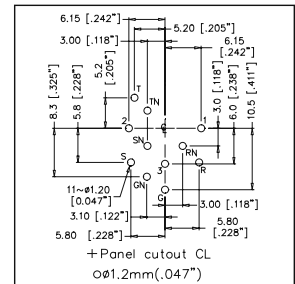 6.15 [.242"]
5.20 [.205"]
3.00 [.118"]
6.15
[.242"]
5.2
[.205"]
8.3 [.325"]
5.8 [.228"]
3.0 [.118"]
6.0 [.238"]
10.5 [.411"]
T
TN
2
1
SN
RN
S
3
R
GN
G
11~ø1.20
[0.047"]
3.00 [.118"]
3.10 [.122"]
5.80
[.228"]
5.80 [.228"]
+Panel cutout CL
Oø1.2mm(.047")